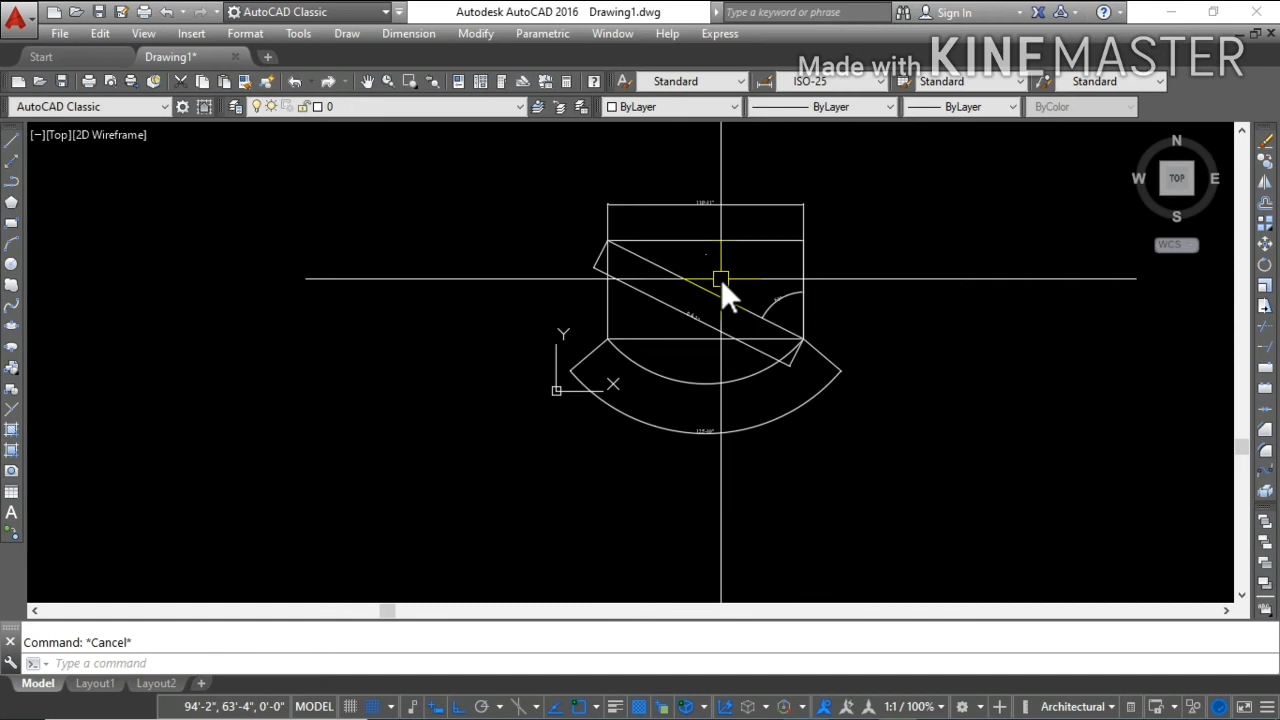 AutoCAD Classic
Autodesk AutoCAD 2016 Drawing1.dwg
Type a keyword or phrase
Sign In
File Edit View Insert Format Tools Draw Dimension Modify Parametric Window Help Express
Made with KINEMASTER
Start Drawing1*
Standard ISO-25 Standard Standard
AutoCAD Classic 0 ByLayer ByLayer ByLayer ByColor
[−][Top][2D Wireframe]
N
W TOP E
S
WCS
Y
X
Command: *Cancel*
Type a command
Model Layout1 Layout2
94'-2", 63'-4", 0'-0" MODEL 1:1 / 100% Architectural